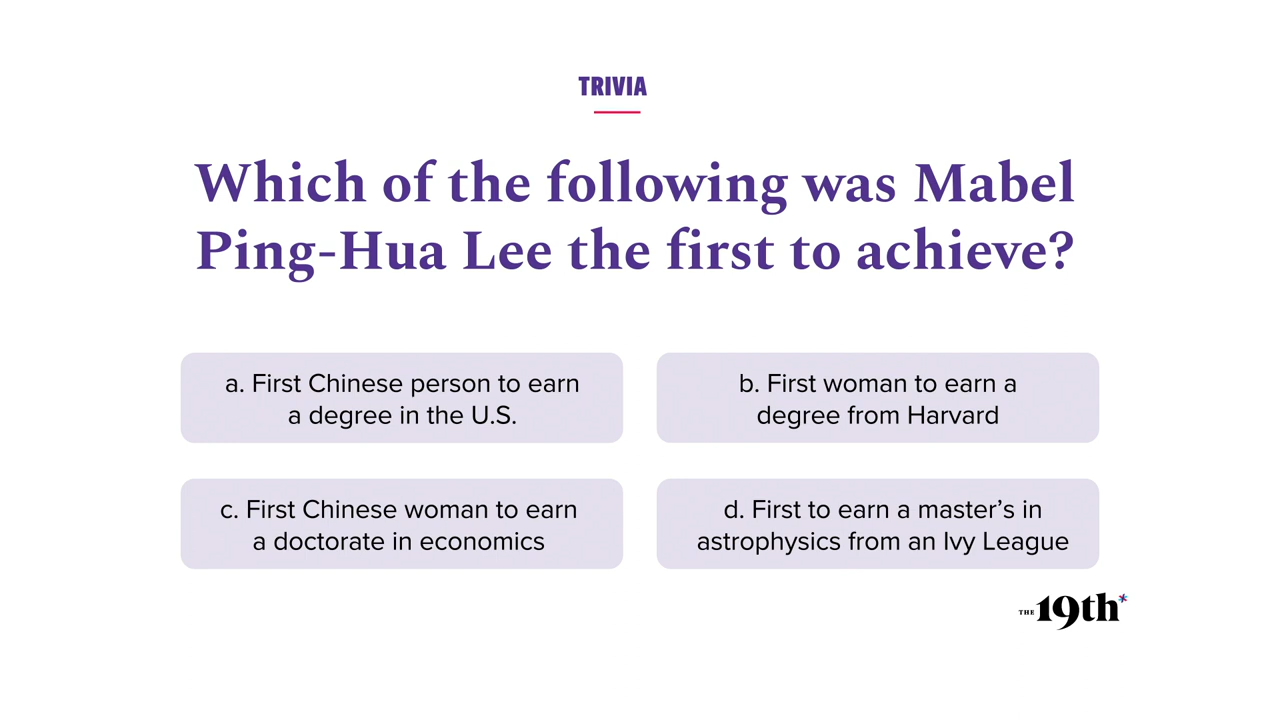 TRIVIA
Which of the following was Mabel
Ping-Hua Lee the first to achieve?
a. First Chinese person to earn
a degree in the U.S.
b. First woman to earn a
degree from Harvard
c. First Chinese woman to earn
a doctorate in economics
d. First to earn a master’s in
astrophysics from an Ivy League
THE 19th*